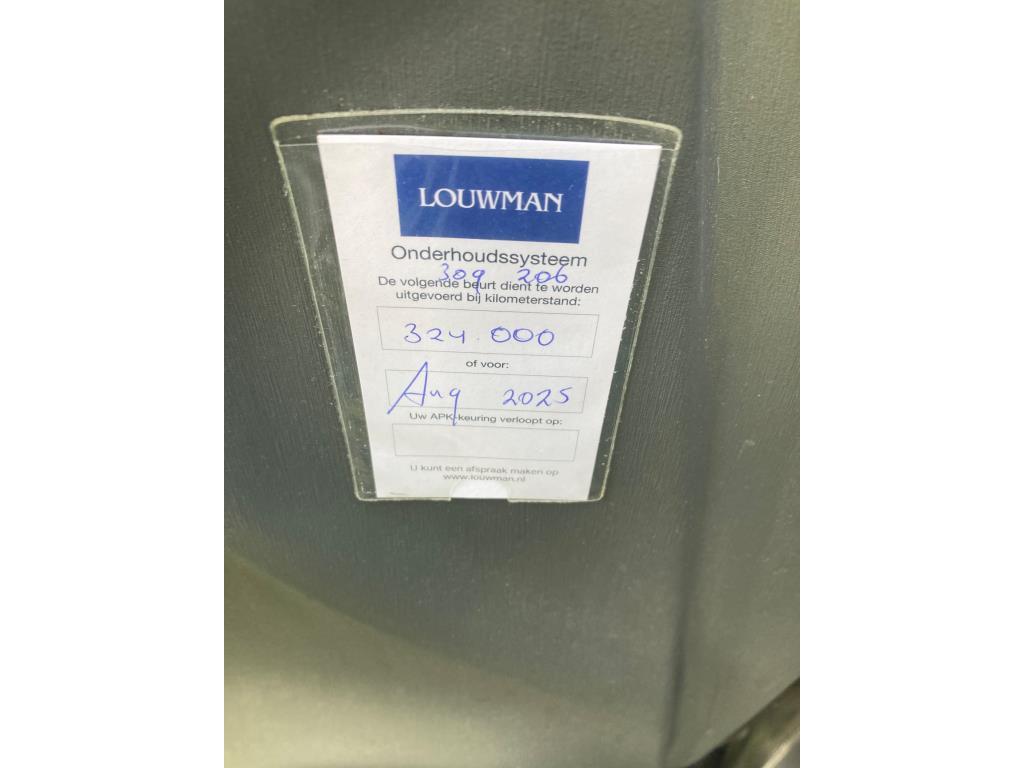 LOUWMAN
Onderhoudssysteem
309 206
De volgende beurt dient te worden
uitgevoerd bij kilometerstand:
324.000
of voor:
Aug 2025
Uw APK-keuring verloopt op:
U kunt een afspraak maken op
www.louwman.nl